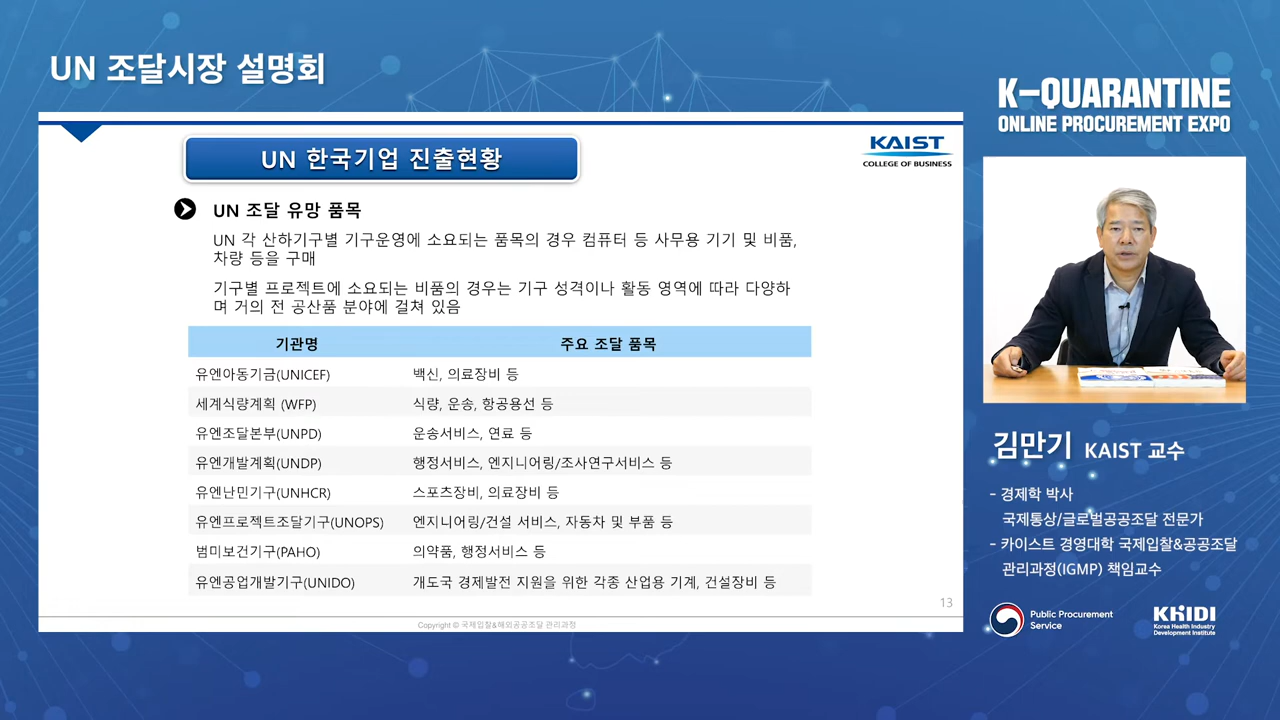 UN 조달시장 설명회
K-QUARANTINE
ONLINE PROCUREMENT EXPO
UN 한국기업 진출현황
KAIST
COLLEGE OF BUSINESS
UN 조달 유망 품목
UN 각 산하기구별 기구운영에 소요되는 품목의 경우 컴퓨터 등 사무용 기기 및 비품,
차량 등을 구매
기구별 프로젝트에 소요되는 비품의 경우는 기구 성격이나 활동 영역에 따라 다양하
며 거의 전 공산품 분야에 걸쳐 있음
기관명 주요 조달 품목
유엔아동기금(UNICEF) 백신, 의료장비 등
세계식량계획 (WFP) 식량, 운송, 항공용선 등
유엔조달본부(UNPD) 운송서비스, 연료 등
유엔개발계획(UNDP) 행정서비스, 엔지니어링/조사연구서비스 등
유엔난민기구(UNHCR) 스포츠장비, 의료장비 등
유엔프로젝트조달기구(UNOPS) 엔지니어링/건설 서비스, 자동차 및 부품 등
범미보건기구(PAHO) 의약품, 행정서비스 등
유엔공업개발기구(UNIDO) 개도국 경제발전 지원을 위한 각종 산업용 기계, 건설장비 등
13
Copyright © 국제입찰&해외공공조달 관리과정
김만기 KAIST 교수
- 경제학 박사
국제통상/글로벌공공조달 전문가
- 카이스트 경영대학 국제입찰&공공조달
관리과정(IGMP) 책임교수
Public Procurement
Service
KHIDI
Korea Health Industry
Development Institute